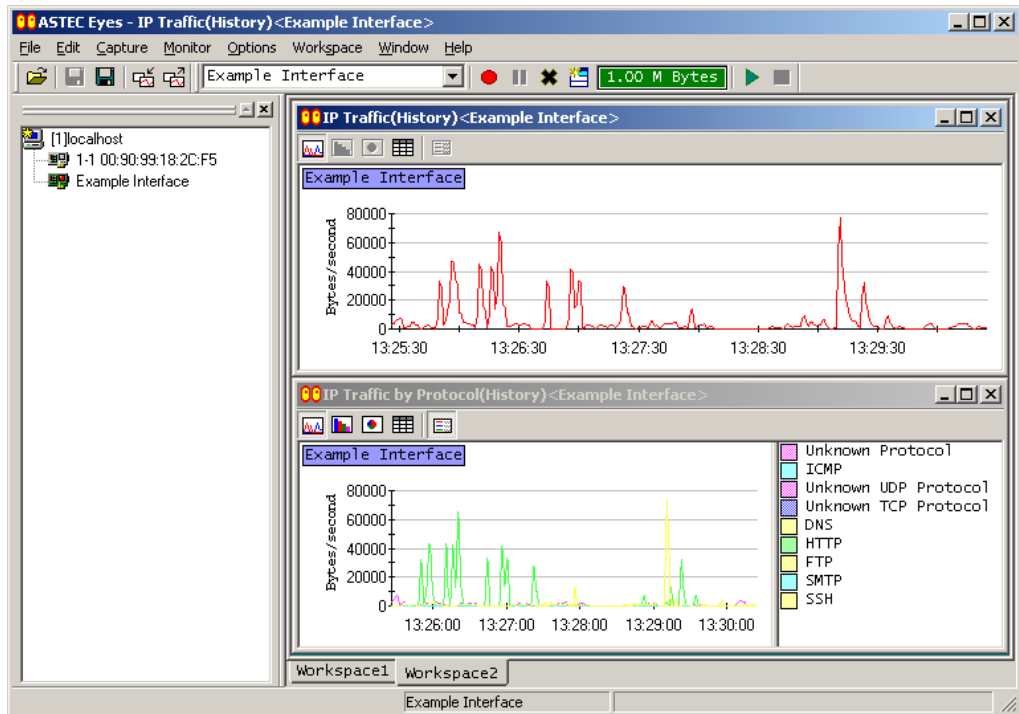 ASTEC Eyes - IP Traffic(History)<Example Interface>
File Edit Capture Monitor Options Workspace Window Help
Example Interface
1.00 M Bytes
[1]localhost
1-1 00:90:99:18:2C:F5
Example Interface
IP Traffic(History)<Example Interface>
Example Interface
Bytes/second
80000
60000
40000
20000
0
13:25:30 13:26:30 13:27:30 13:28:30 13:29:30
IP Traffic by Protocol(History)<Example Interface>
Example Interface
Bytes/second
80000
60000
40000
20000
0
13:26:00 13:27:00 13:28:00 13:29:00 13:30:00
Unknown Protocol
ICMP
Unknown UDP Protocol
Unknown TCP Protocol
DNS
HTTP
FTP
SMTP
SSH
Workspace1 Workspace2
Example Interface